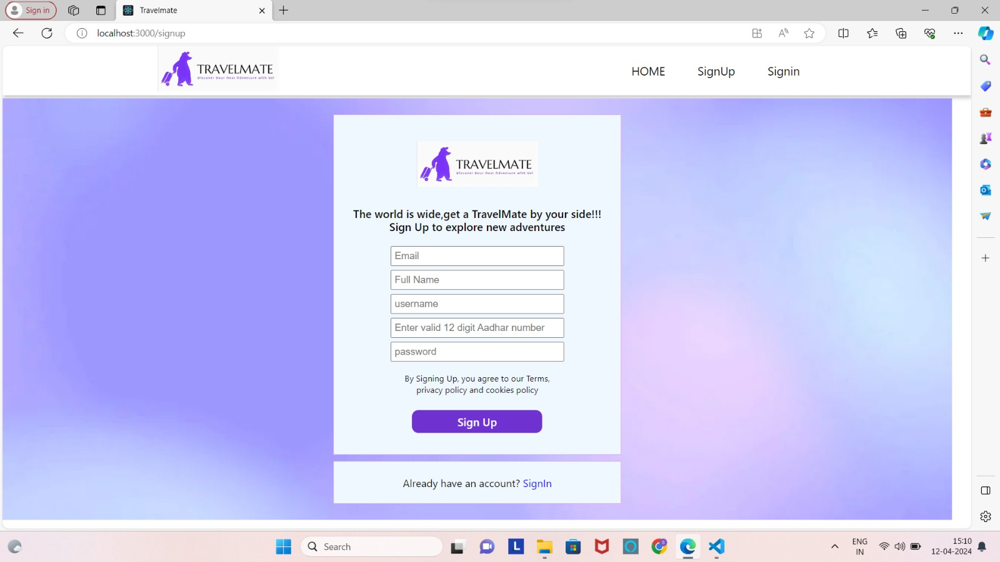 Sign in
Travelmate
localhost:3000/signup
TRAVELMATE
Discover Your Next Adventure with Us!
HOME
SignUp
Signin
TRAVELMATE
Discover Your Next Adventure with Us!
The world is wide,get a TravelMate by your side!!!
Sign Up to explore new adventures
Email
Full Name
username
Enter valid 12 digit Aadhar number
password
By Signing Up, you agree to our Terms,
privacy policy and cookies policy
Sign Up
Already have an account? SignIn
Search
L
S
ENG
IN
15:10
12-04-2024